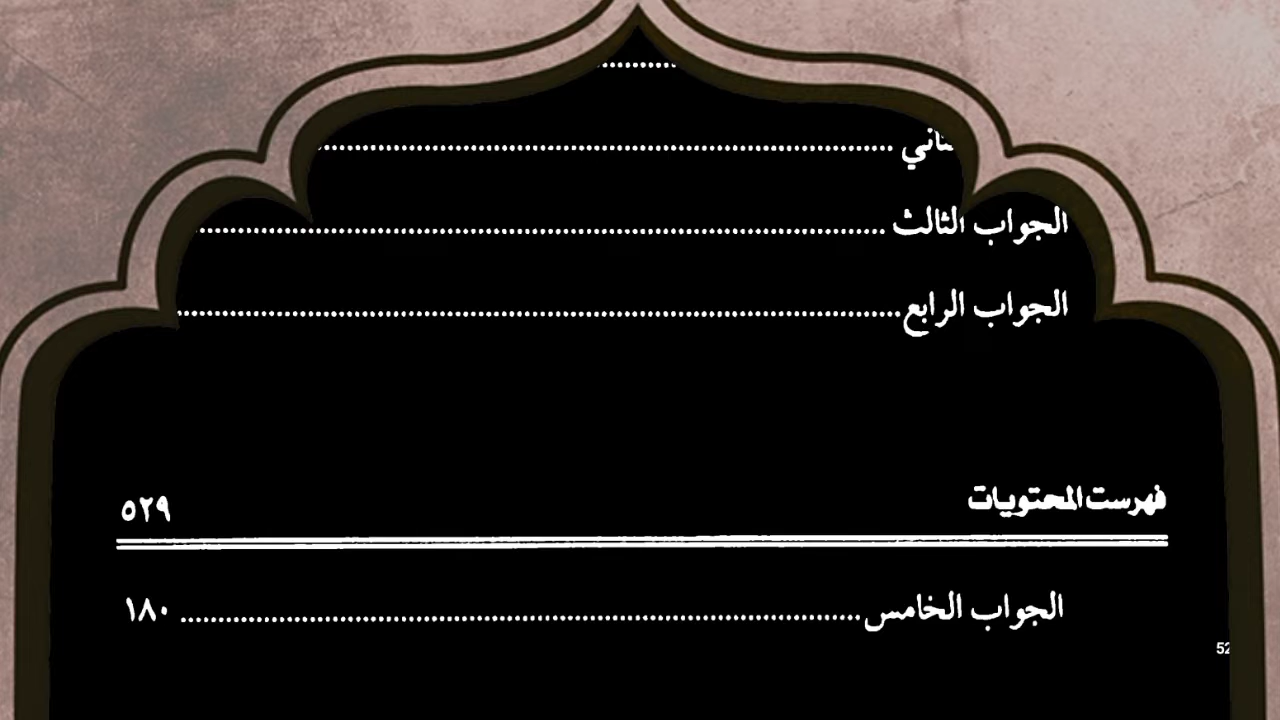 الجواب الثالث
الجواب الرابع
فهرست المحتويات ٥٢٩
الجواب الخامس ١٨٠